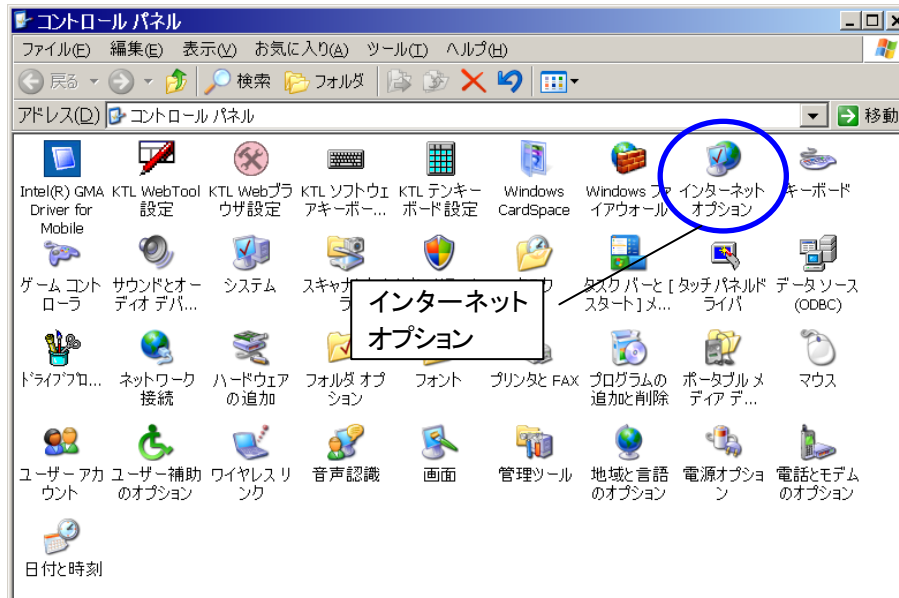 コントロール パネル
ファイル(F) 編集(E) 表示(V) お気に入り(A) ツール(T) ヘルプ(H)
戻る 検索 フォルダ
アドレス(D) コントロール パネル 移動
Intel(R) GMA Driver for Mobile
KTL WebTool 設定
KTL Webブラウザ設定
KTL ソフトウェアキーボー...
KTL テンキーボード設定
Windows CardSpace
Windows ファイアウォール
インターネット オプション
キーボード
ゲーム コントローラ
サウンドとオーディオ デバ...
システム
スキャナ
タスク バーと [スタート] メ...
タッチパネルドライバ
データ ソース (ODBC)
インターネット
オプション
ドライブプロ...
ネットワーク接続
ハードウェアの追加
フォルダ オプション
フォント
プリンタと FAX
プログラムの追加と削除
ポータブル メディア デ...
マウス
ユーザー アカウント
ユーザー補助のオプション
ワイヤレス リンク
音声認識
画面
管理ツール
地域と言語のオプション
電源オプション
電話とモデムのオプション
日付と時刻